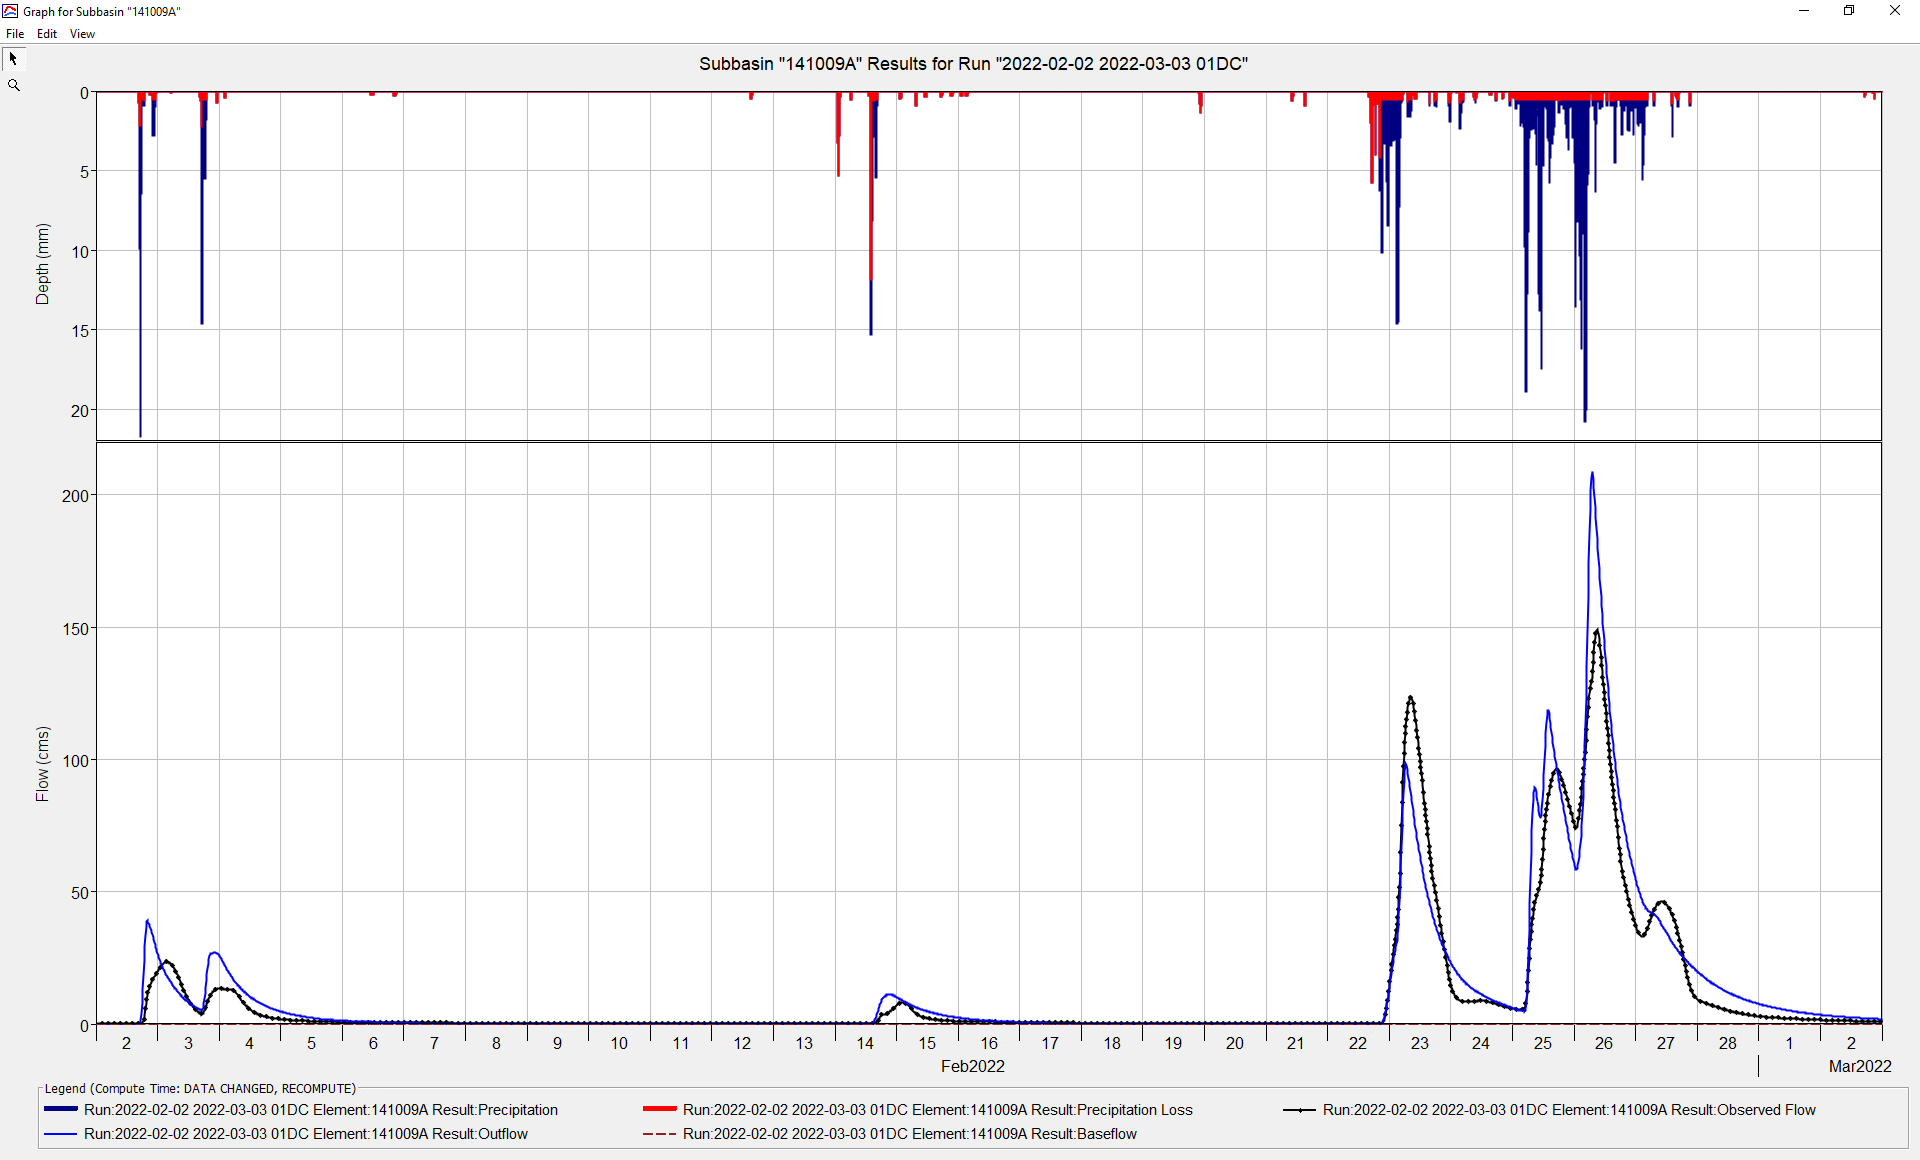 Graph for Subbasin "141009A"
File Edit View
Subbasin "141009A" Results for Run "2022-02-02 2022-03-03 01DC"
0
5
10
15
20
Depth (mm)
200
150
100
50
0
Flow (cms)
2 3 4 5 6 7 8 9 10 11 12 13 14 15 16 17 18 19 20 21 22 23 24 25 26 27 28 1 2
Feb2022 Mar2022
Legend (Compute Time: DATA CHANGED, RECOMPUTE)
Run:2022-02-02 2022-03-03 01DC Element:141009A Result:Precipitation
Run:2022-02-02 2022-03-03 01DC Element:141009A Result:Precipitation Loss
Run:2022-02-02 2022-03-03 01DC Element:141009A Result:Observed Flow
Run:2022-02-02 2022-03-03 01DC Element:141009A Result:Outflow
Run:2022-02-02 2022-03-03 01DC Element:141009A Result:Baseflow